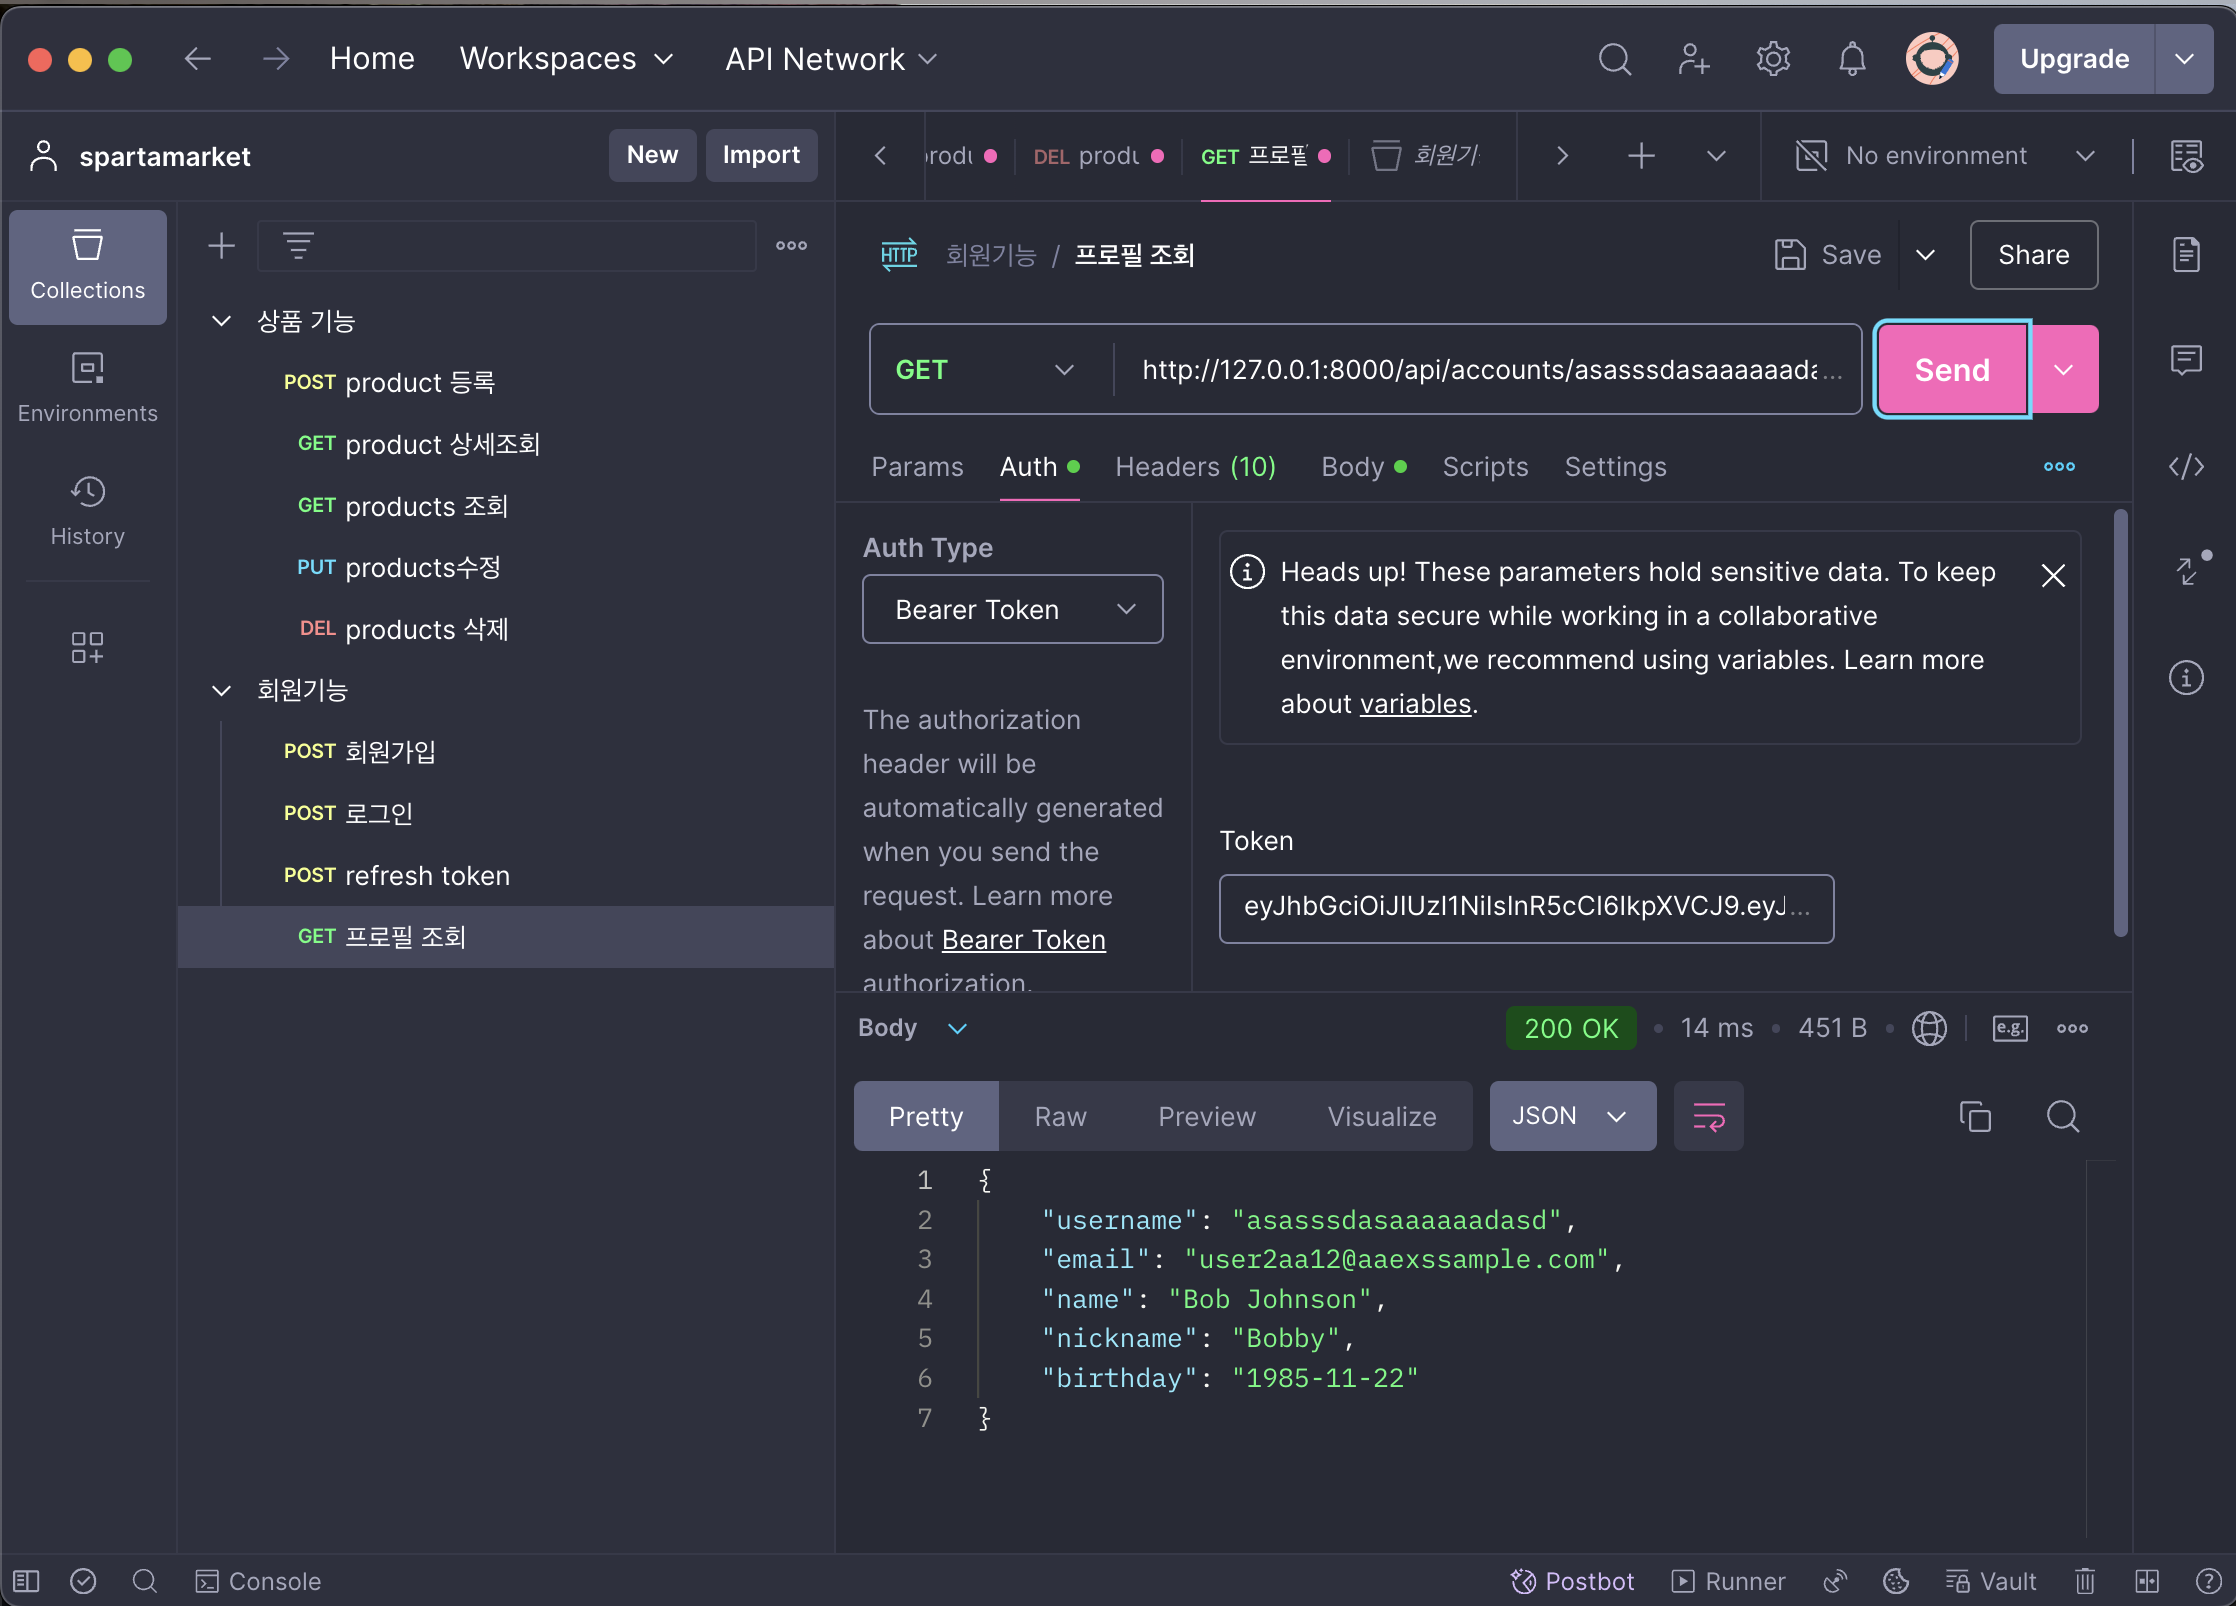 Home Workspaces API Network Upgrade
spartamarket New Import
DEL produ GET 프로필 회원기 No environment
Collections
Environments
History
상품 기능
POST product 등록
GET product 상세조회
GET products 조회
PUT products수정
DEL products 삭제
회원기능
POST 회원가입
POST 로그인
POST refresh token
GET 프로필 조회
HTTP 회원기능 / 프로필 조회 Save Share
GET http://127.0.0.1:8000/api/accounts/asasssdasaaaaaada... Send
Params Auth Headers (10) Body Scripts Settings
Auth Type
Bearer Token
The authorization
header will be
automatically generated
when you send the
request. Learn more
about Bearer Token
authorization.
Heads up! These parameters hold sensitive data. To keep
this data secure while working in a collaborative
environment,we recommend using variables. Learn more
about variables.
Token
eyJhbGciOiJIUzI1NiIsInR5cCI6IkpXVCJ9.eyJ...
Body 200 OK 14 ms 451 B e.g.
Pretty Raw Preview Visualize JSON
1 {
2 "username": "asasssdasaaaaaadasd",
3 "email": "user2aa12@aaexssample.com",
4 "name": "Bob Johnson",
5 "nickname": "Bobby",
6 "birthday": "1985-11-22"
7 }
Console Postbot Runner Vault